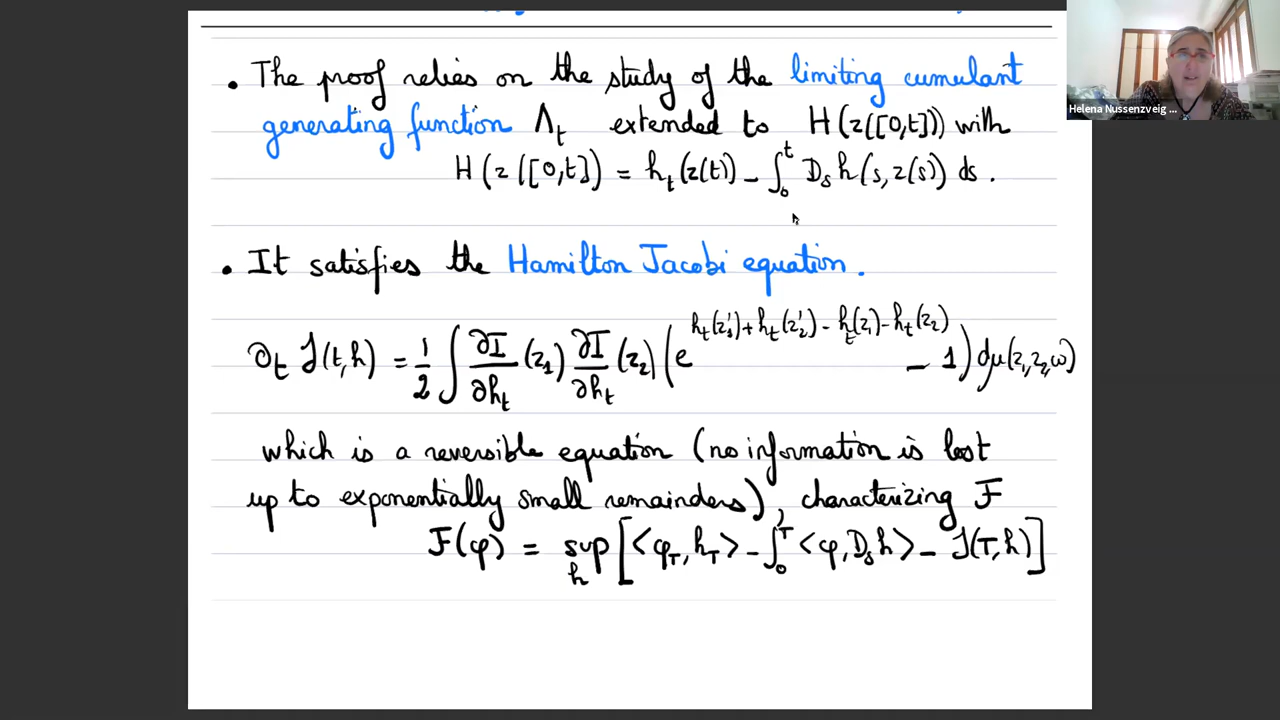 • The proof relies on the study of the limiting cumulant
generating function Λ_t extended to H(z([0,t])) with
H(z([0,t]) = h_t(z(t)) - ∫_0^t D_s h(s,z(s)) ds.
• It satisfies the Hamilton Jacobi equation.
∂_t J(t,h) = 1/2 ∫ ∂I/∂h_t (z_1) ∂I/∂h_t (z_2) (e^{h_t(z'_1)+h_t(z'_2)-h_t(z_1)-h_t(z_2)} - 1) dμ(z_1,z_2,ω)
which is a reversible equation (no information is lost
up to exponentially small remainders), characterizing F
F(φ) = sup_h [<φ_T, h_T> - ∫_0^T <φ, D_s h> - J(T,h)]
Helena Nussenzveig ...